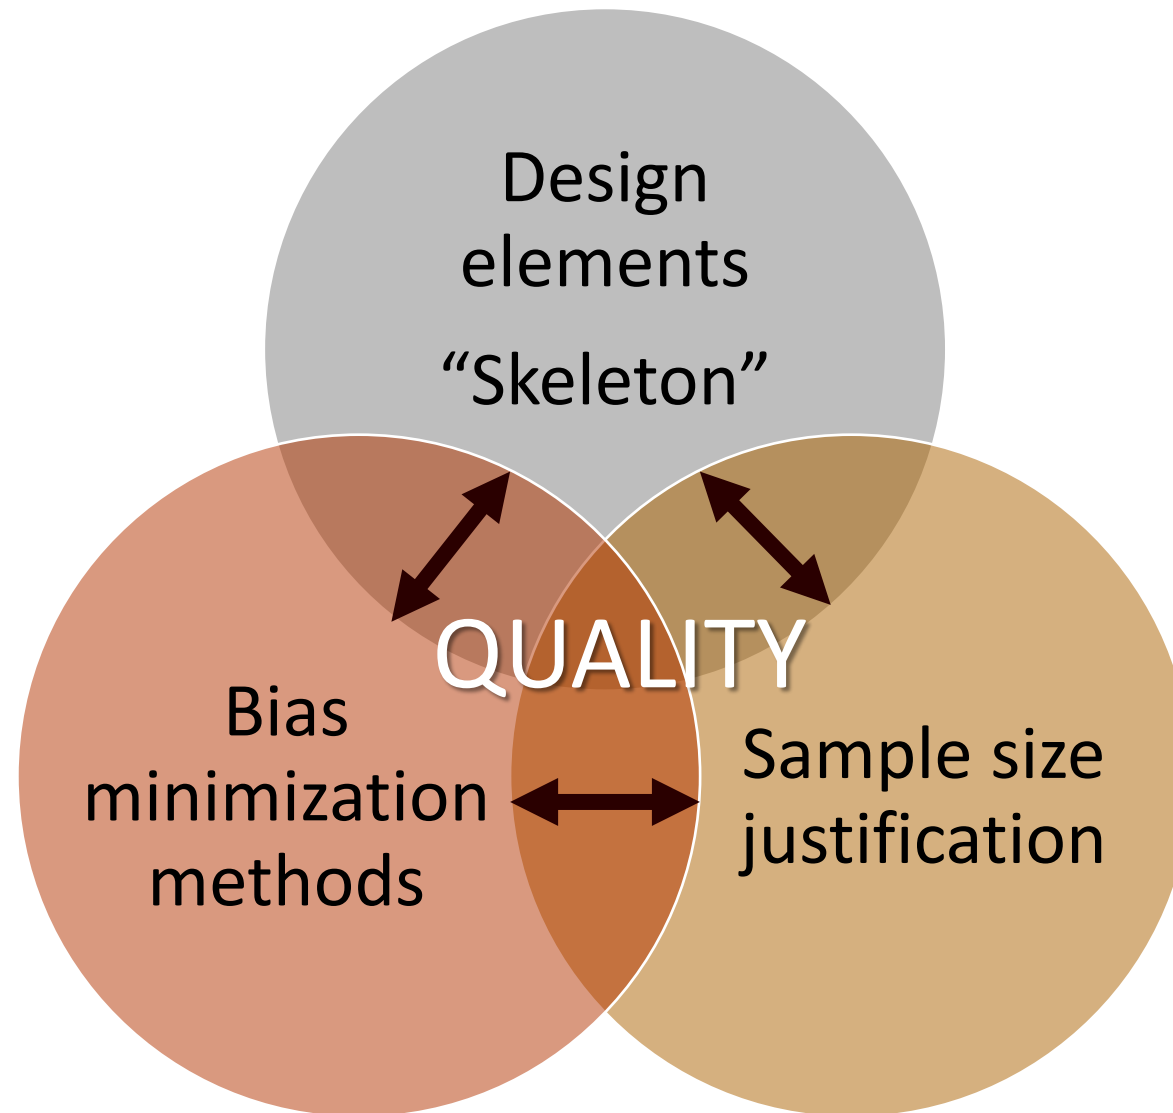 Design
elements
“Skeleton”
QUALITY
Bias
minimization
methods
Sample size
justification